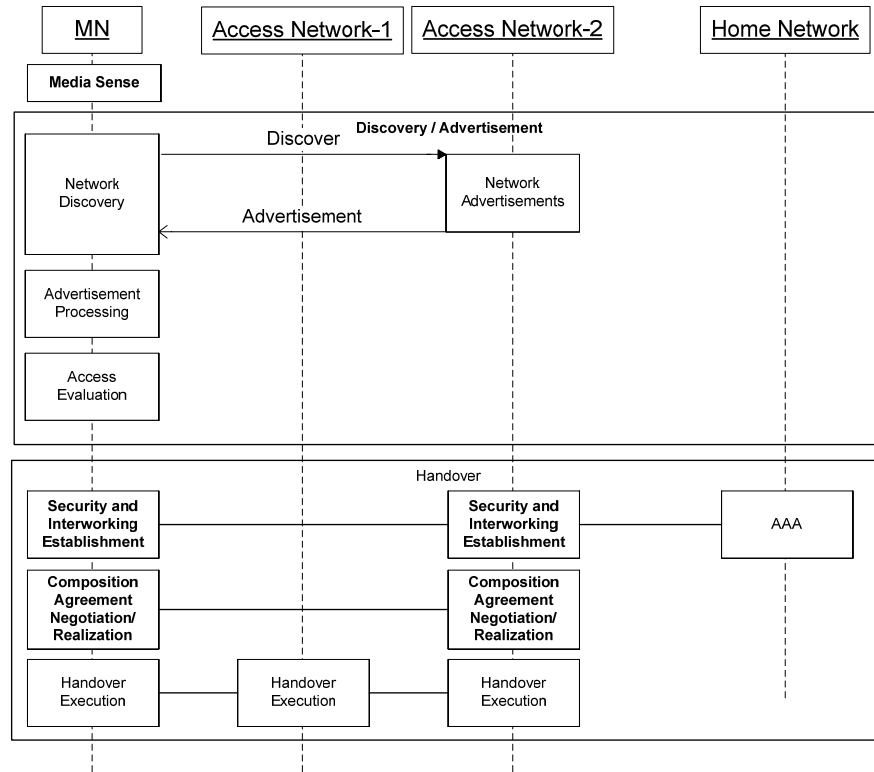 MN
Access Network-1
Access Network-2
Home Network
Media Sense
Discovery / Advertisement
Discover
Network
Discovery
Network
Advertisements
Advertisement
Advertisement
Processing
Access
Evaluation
Handover
Security and
Interworking
Establishment
Security and
Interworking
Establishment
AAA
Composition
Agreement
Negotiation/
Realization
Composition
Agreement
Negotiation/
Realization
Handover
Execution
Handover
Execution
Handover
Execution